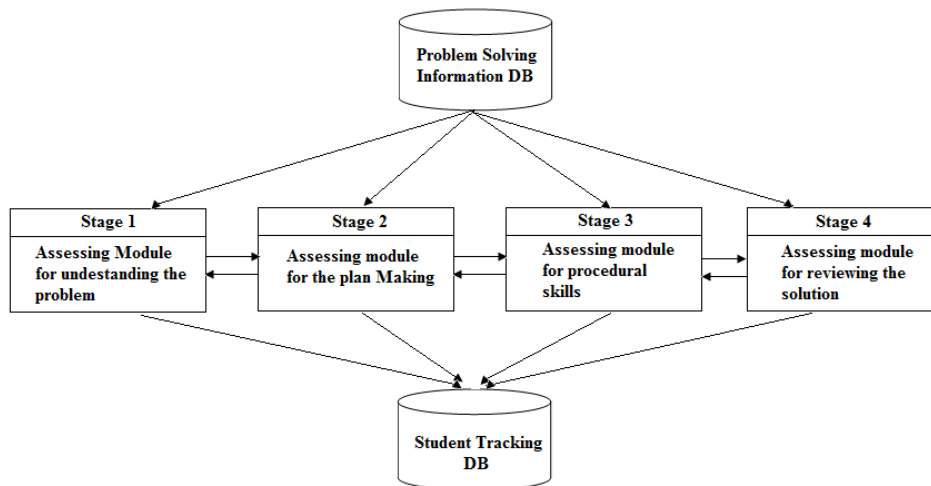 Problem Solving
Information DB
Stage 1
Assessing Module
for undestanding the
problem
Stage 2
Assessing module
for the plan Making
Stage 3
Assessing module
for procedural
skills
Stage 4
Assessing module
for reviewing the
solution
Student Tracking
DB